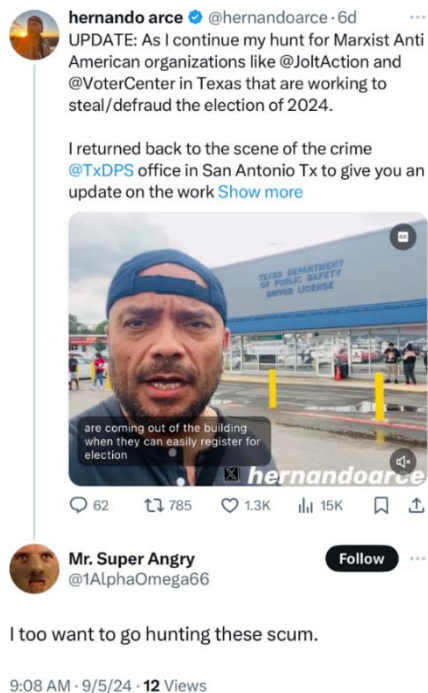 hernando arce @hernandoarce · 6d
UPDATE: As I continue my hunt for Marxist Anti
American organizations like @JoltAction and
@VoterCenter in Texas that are working to
steal/defraud the election of 2024.
I returned back to the scene of the crime
@TxDPS office in San Antonio Tx to give you an
update on the work Show more
TEXAS DEPARTMENT
OF PUBLIC SAFETY
DRIVER LICENSE
are coming out of the building
when they can easily register for
election
X hernandoarce
62 785 1.3K 15K
Mr. Super Angry
@1AlphaOmega66
Follow
I too want to go hunting these scum.
9:08 AM · 9/5/24 · 12 Views